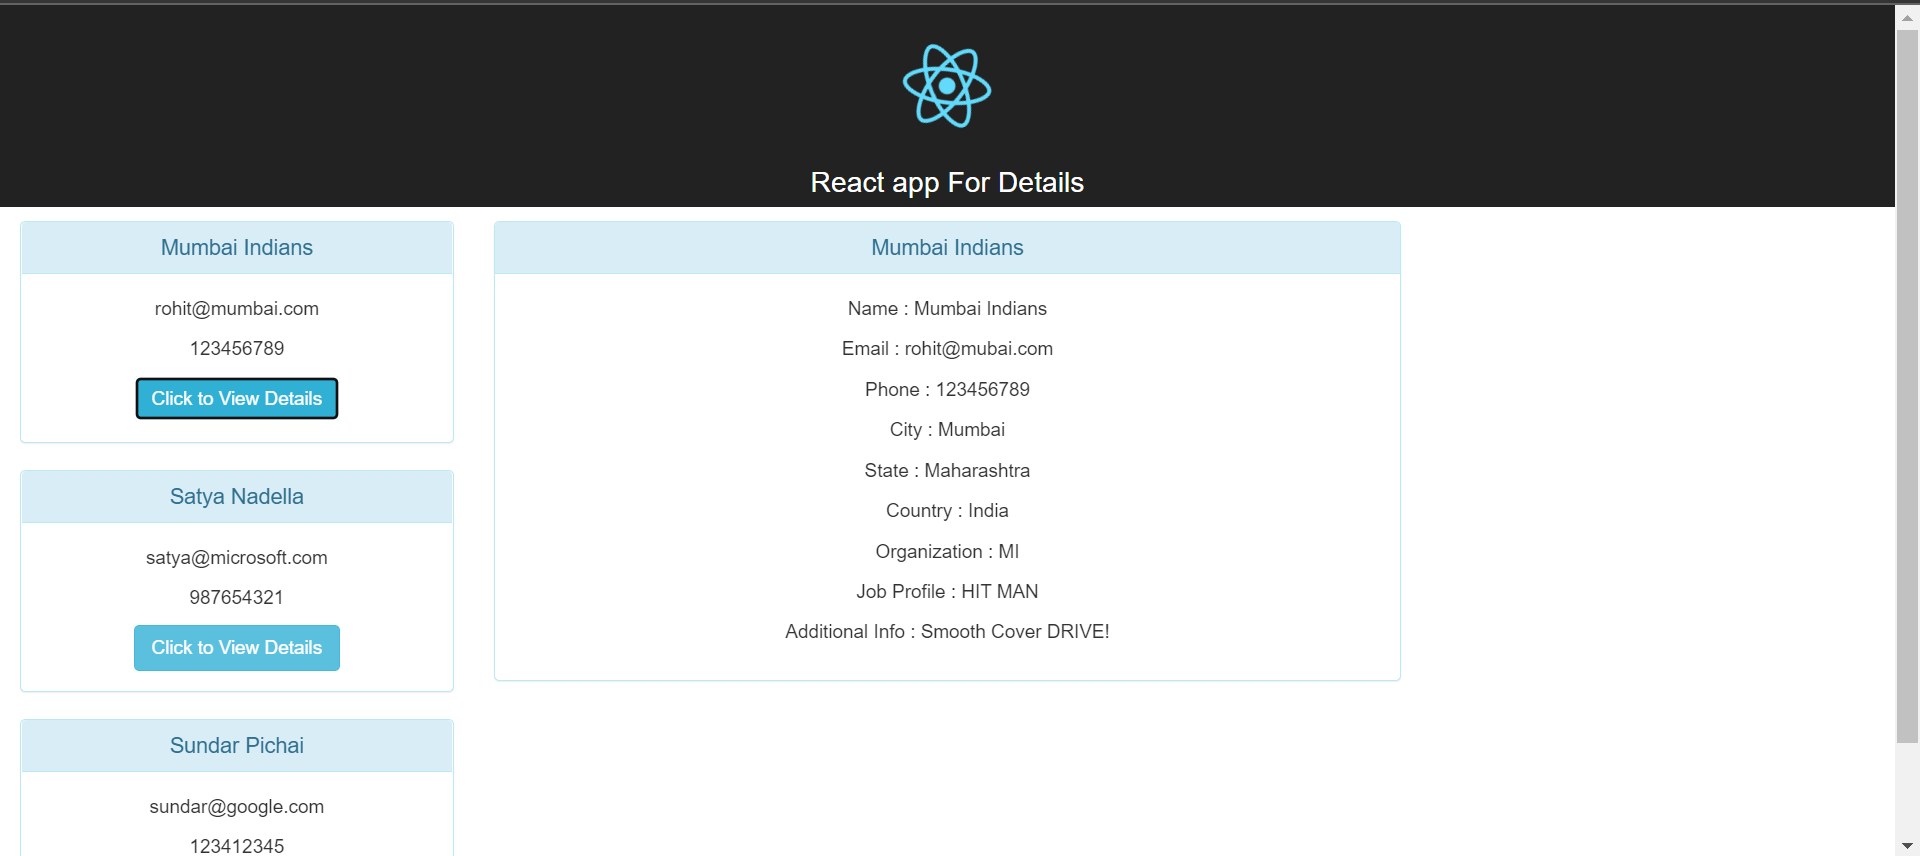 React app For Details
Mumbai Indians
rohit@mumbai.com
123456789
Click to View Details
Satya Nadella
satya@microsoft.com
987654321
Click to View Details
Sundar Pichai
sundar@google.com
123412345
Mumbai Indians
Name : Mumbai Indians
Email : rohit@mubai.com
Phone : 123456789
City : Mumbai
State : Maharashtra
Country : India
Organization : MI
Job Profile : HIT MAN
Additional Info : Smooth Cover DRIVE!